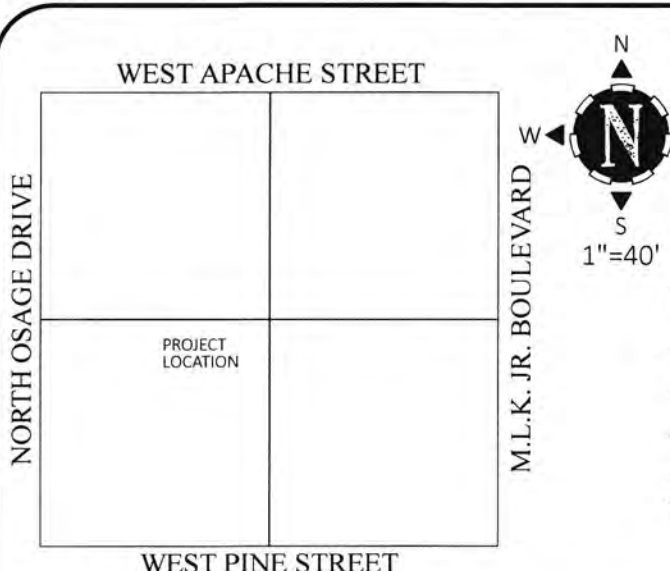 WEST APACHE STREET
NORTH OSAGE DRIVE
PROJECT
LOCATION
M.L.K. JR. BOULEVARD
WEST PINE STREET
N
W
N
S
1"=40'